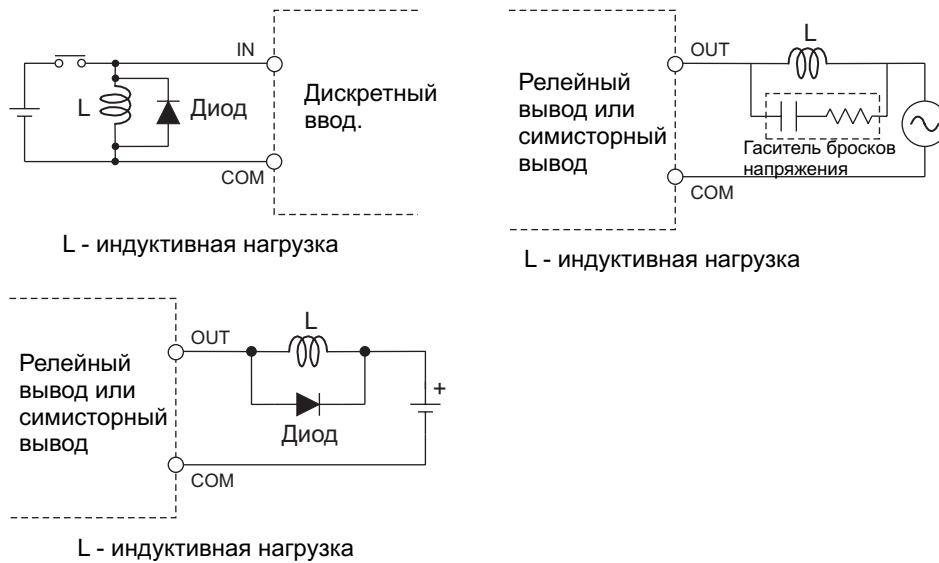 IN
L
Диод
Дискретный
ввод.
COM
L - индуктивная нагрузка
OUT
L
Релейный
вывод или
симисторный
вывод
Гаситель бросков
напряжения
COM
L - индуктивная нагрузка
OUT
L
Релейный
вывод или
симисторный
вывод
+
Диод
COM
L - индуктивная нагрузка